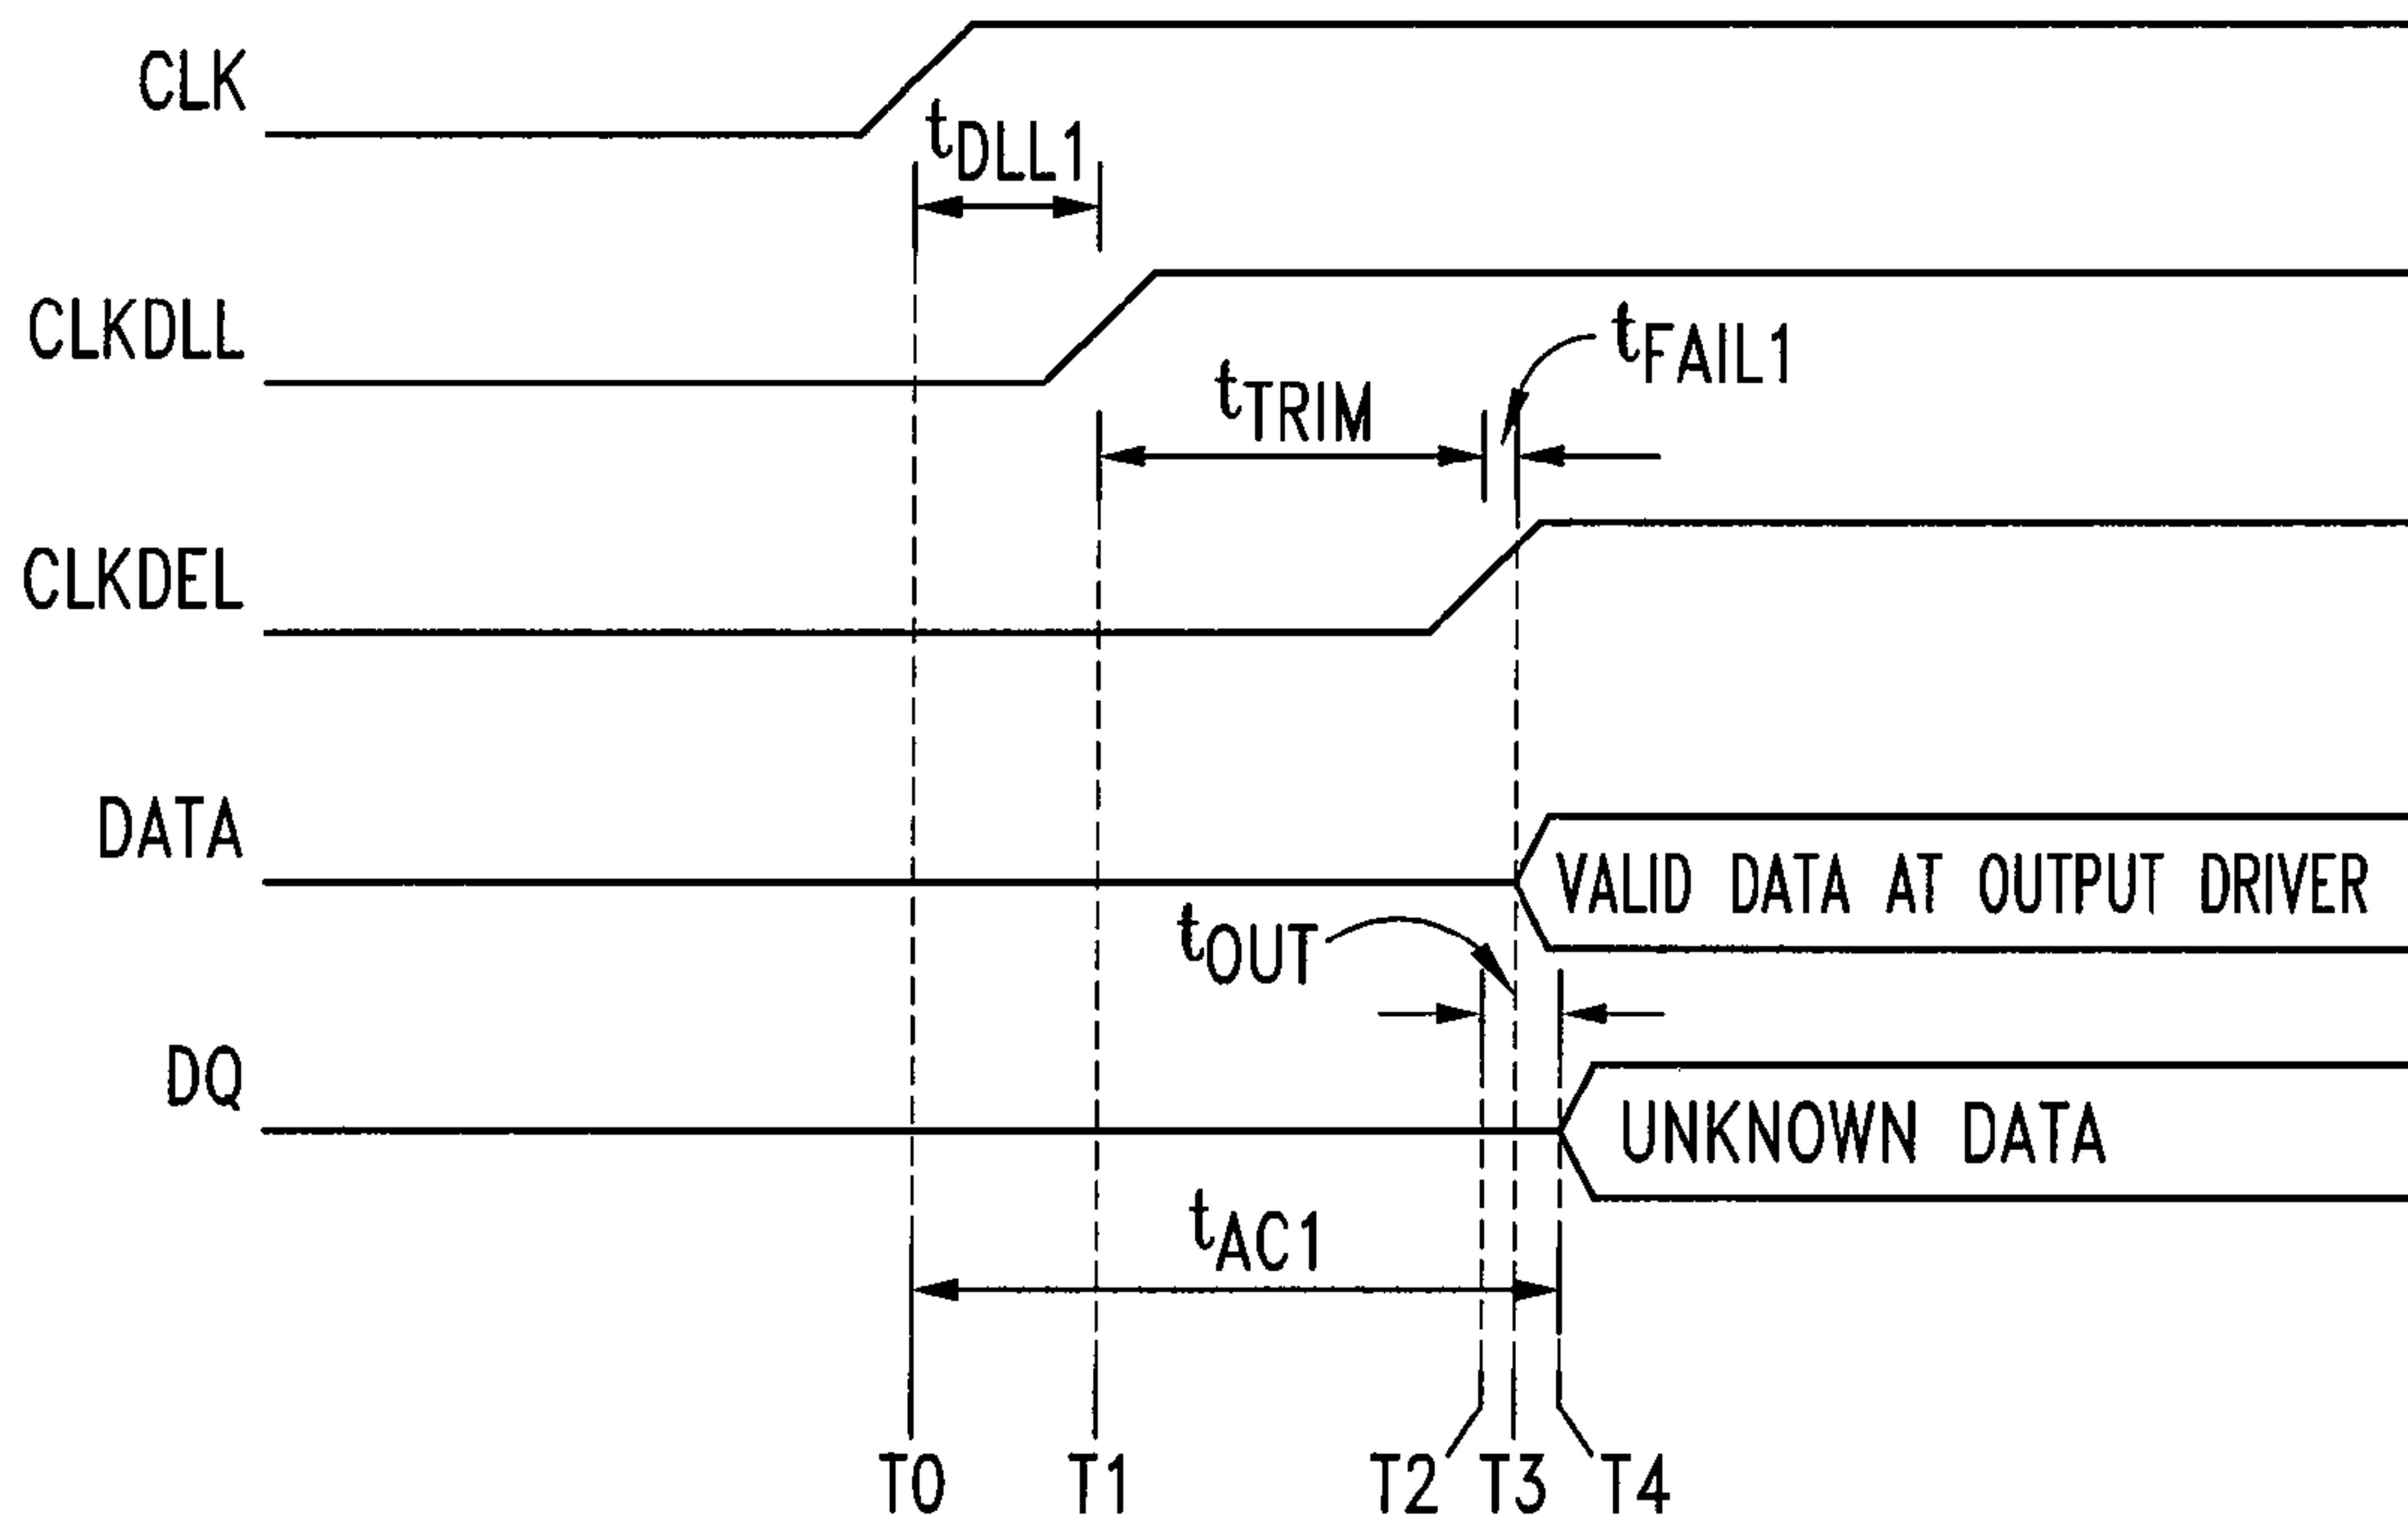 CLK
tDLL1
CLKDLL
tFAIL1
tTRIM
CLKDEL
DATA
VALID DATA AT OUTPUT DRIVER
tOUT
DQ
UNKNOWN DATA
tAC1
T0 T1 T2 T3 T4